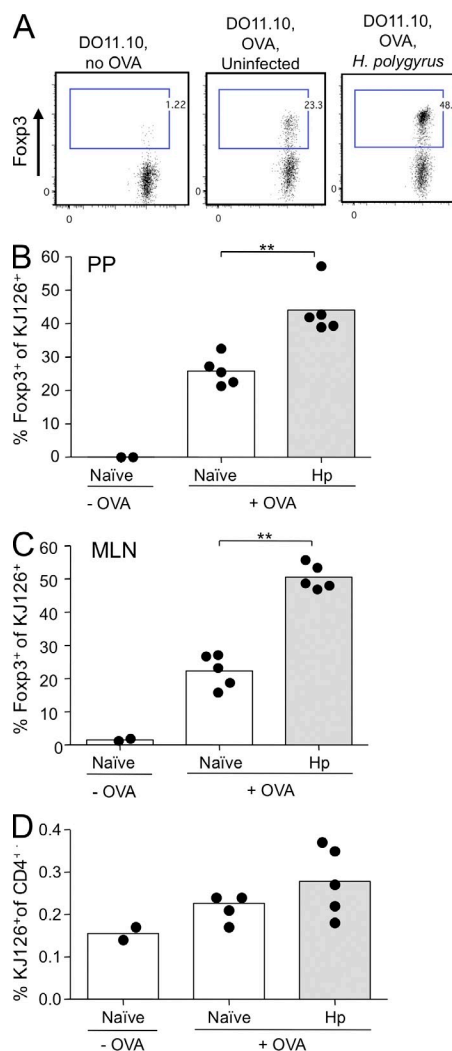 A
DO11.10,
no OVA
DO11.10,
OVA,
Uninfected
DO11.10,
OVA,
H. polygyrus
Foxp3
1.22
23.3
48.
0
0
0
0
0
0
B
PP
**
% Foxp3+ of KJ126+
60
50
40
30
20
10
0
Naïve
Naïve
Hp
- OVA
+ OVA
C
MLN
**
% Foxp3+ of KJ126+
60
50
40
30
20
10
0
Naïve
Naïve
Hp
- OVA
+ OVA
D
% KJ126+of CD4+
0.4
0.3
0.2
0.1
0.0
Naïve
Naïve
Hp
- OVA
+ OVA